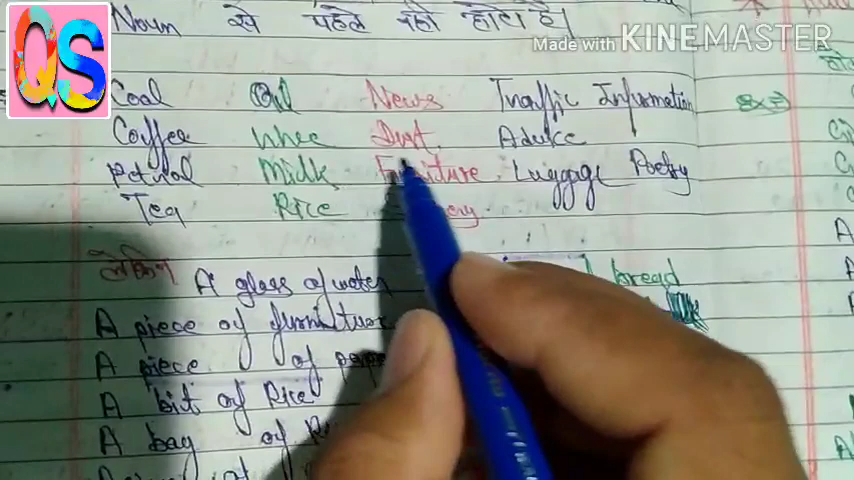 QS
Made with KINEMASTER
Noun से पहले नही होता है।
Coal Oil News Traffic Information
Coffee Whee Dust Advice
Petrol Milk Furniture Luggage Poetry
Tea Rice
लेकिन A glass of water bread
A piece of furniture
A piece of
A bit of Rice
A bag of